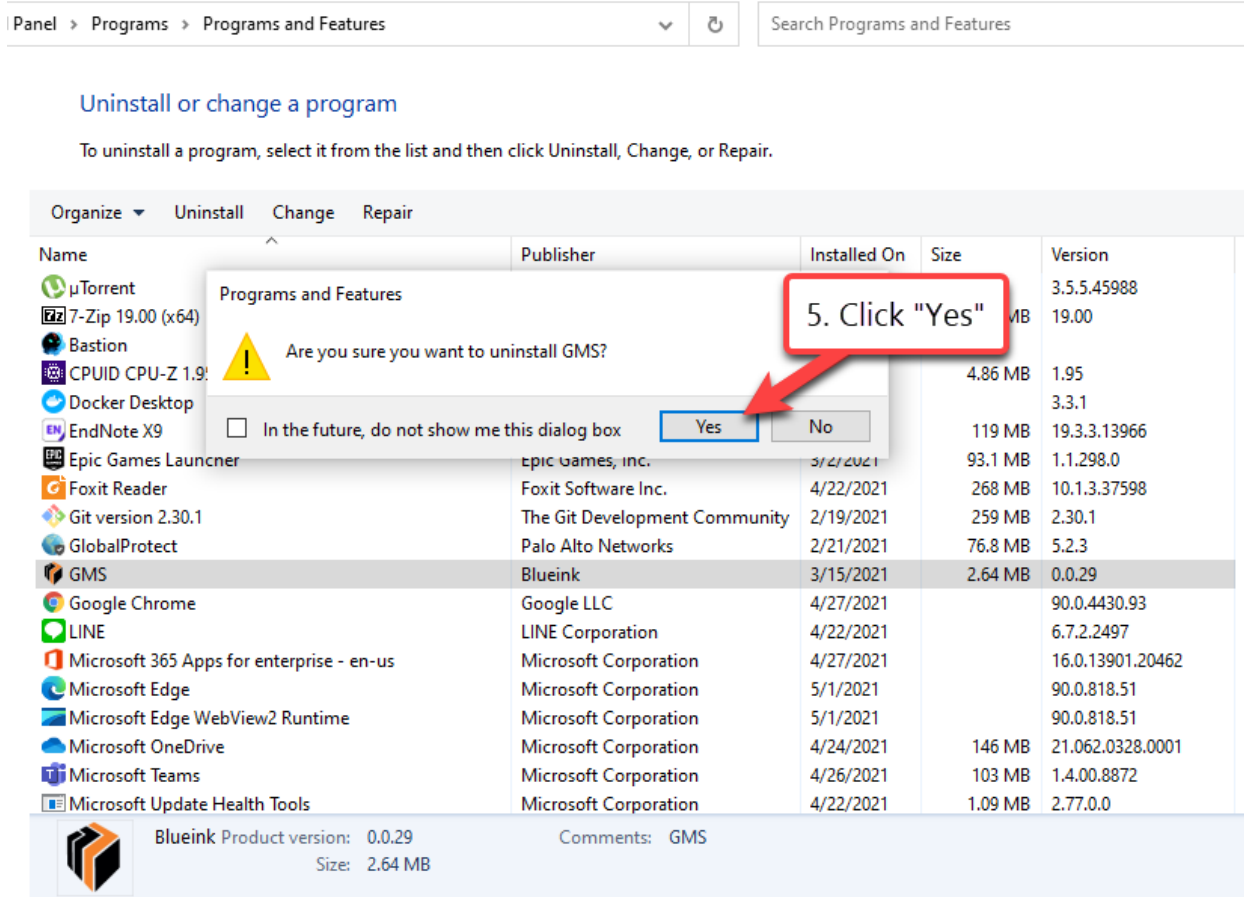 l Panel > Programs > Programs and Features Search Programs and Features
Uninstall or change a program
To uninstall a program, select it from the list and then click Uninstall, Change, or Repair.
Organize Uninstall Change Repair
Name Publisher Installed On Size Version
µTorrent 3.5.5.45988
7-Zip 19.00 (x64) MB 19.00
Bastion
CPUID CPU-Z 1.95 4.86 MB 1.95
Docker Desktop 3.3.1
EndNote X9 119 MB 19.3.3.13966
Programs and Features
Are you sure you want to uninstall GMS?
In the future, do not show me this dialog box Yes No
5. Click "Yes"
Epic Games Launcher Epic Games, Inc. 3/2/2021 93.1 MB 1.1.298.0
Foxit Reader Foxit Software Inc. 4/22/2021 268 MB 10.1.3.37598
Git version 2.30.1 The Git Development Community 2/19/2021 259 MB 2.30.1
GlobalProtect Palo Alto Networks 2/21/2021 76.8 MB 5.2.3
GMS Blueink 3/15/2021 2.64 MB 0.0.29
Google Chrome Google LLC 4/27/2021 90.0.4430.93
LINE LINE Corporation 4/22/2021 6.7.2.2497
Microsoft 365 Apps for enterprise - en-us Microsoft Corporation 4/27/2021 16.0.13901.20462
Microsoft Edge Microsoft Corporation 5/1/2021 90.0.818.51
Microsoft Edge WebView2 Runtime Microsoft Corporation 5/1/2021 90.0.818.51
Microsoft OneDrive Microsoft Corporation 4/24/2021 146 MB 21.062.0328.0001
Microsoft Teams Microsoft Corporation 4/26/2021 103 MB 1.4.00.8872
Microsoft Update Health Tools Microsoft Corporation 4/22/2021 1.09 MB 2.77.0.0
Blueink Product version: 0.0.29 Comments: GMS
Size: 2.64 MB